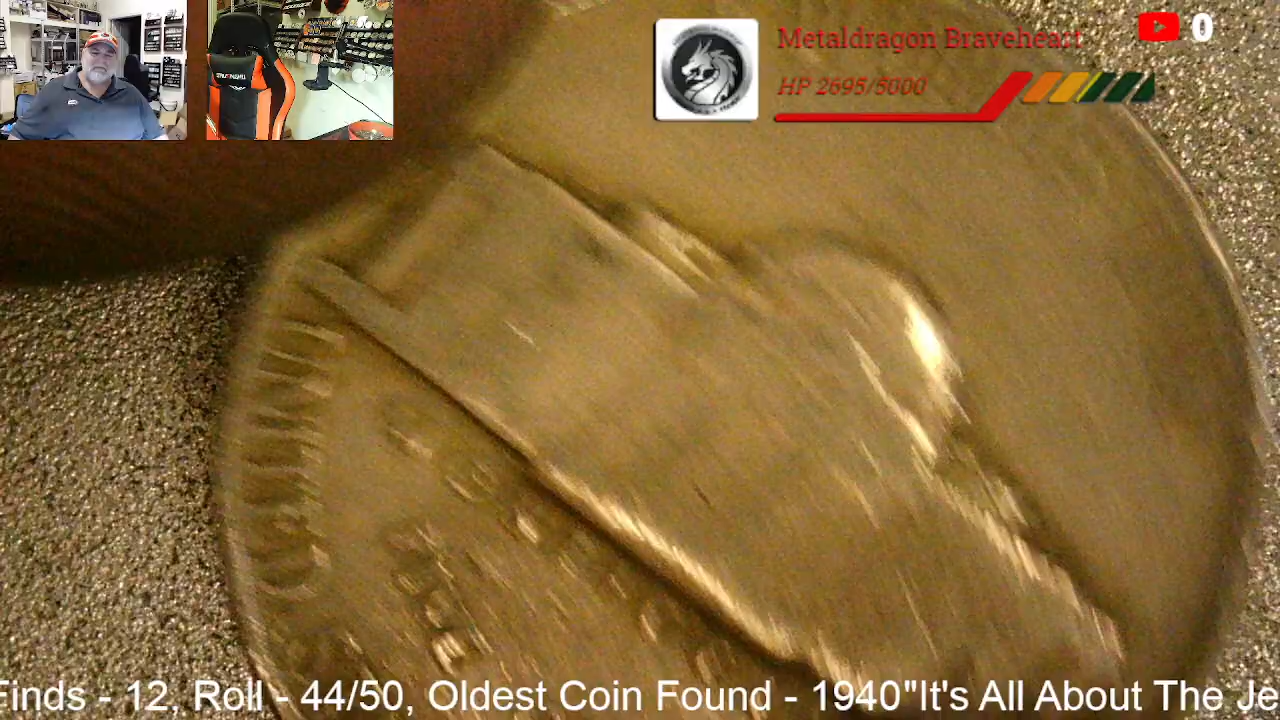 Metaldragon Braveheart
0
HP 2695/5000
Finds - 12, Roll - 44/50, Oldest Coin Found - 1940"It's All About The Je